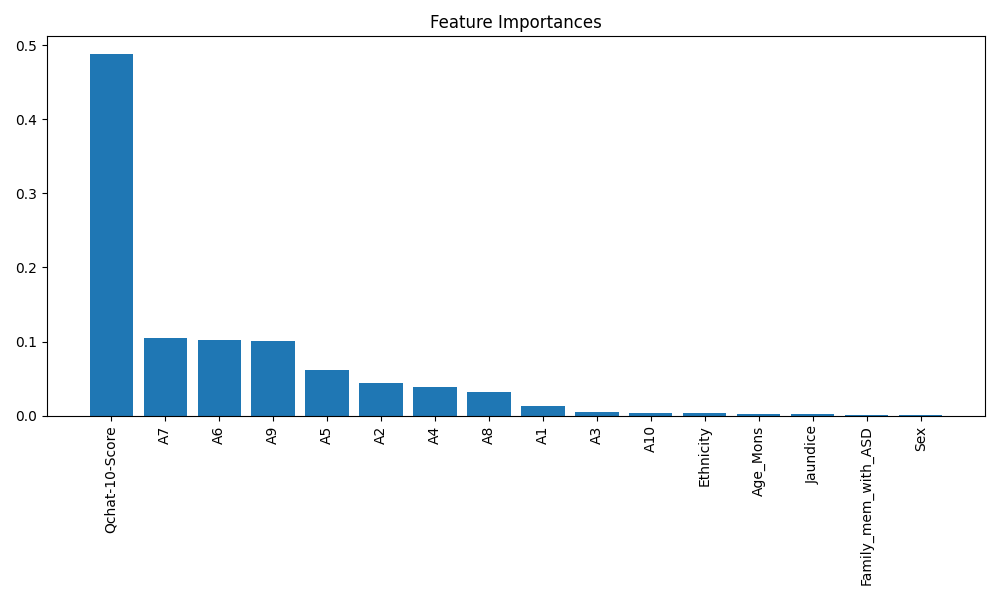 Feature Importances
0.5
0.4
0.3
0.2
0.1
0.0
Qchat-10-Score
A7
A6
A9
A5
A2
A4
A8
A1
A3
A10
Ethnicity
Age_Mons
Jaundice
Family_mem_with_ASD
Sex